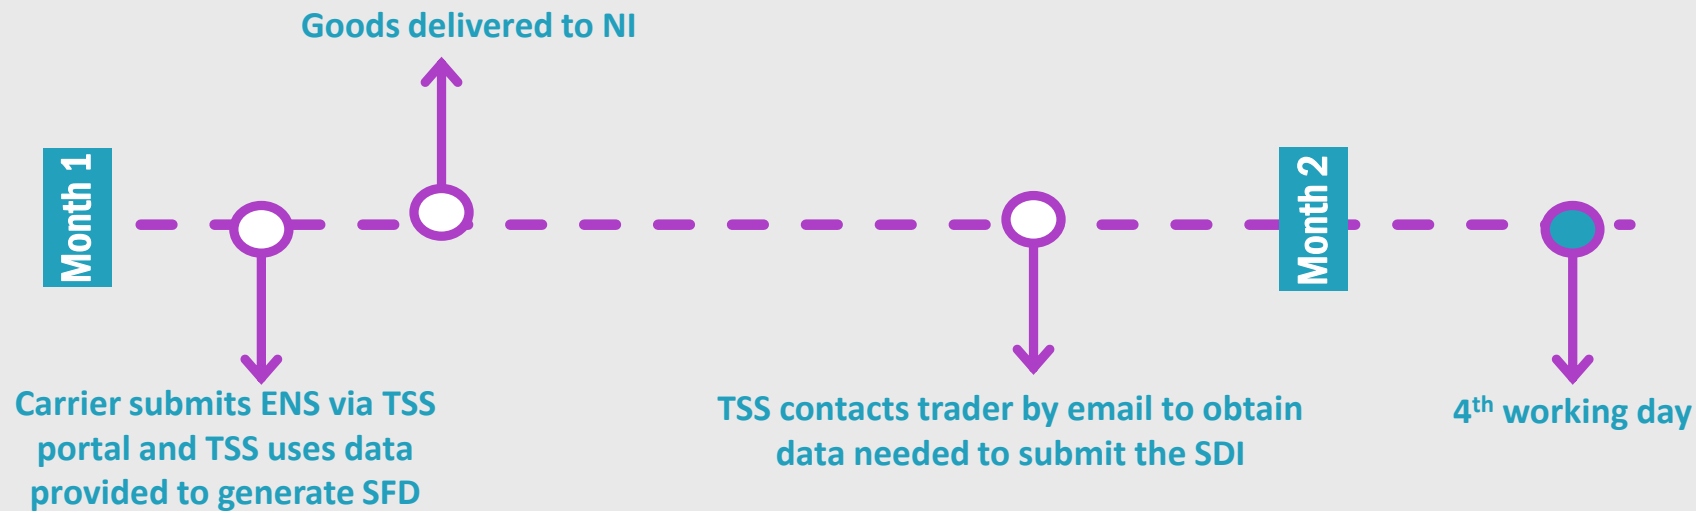 Goods delivered to NI
Month 1
Month 2
Carrier submits ENS via TSS
portal and TSS uses data
provided to generate SFD
TSS contacts trader by email to obtain
data needed to submit the SDI
4th working day